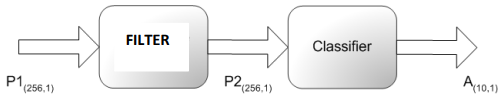 FILTER
Classifier
P1(256,1)
P2(256,1)
A(10,1)